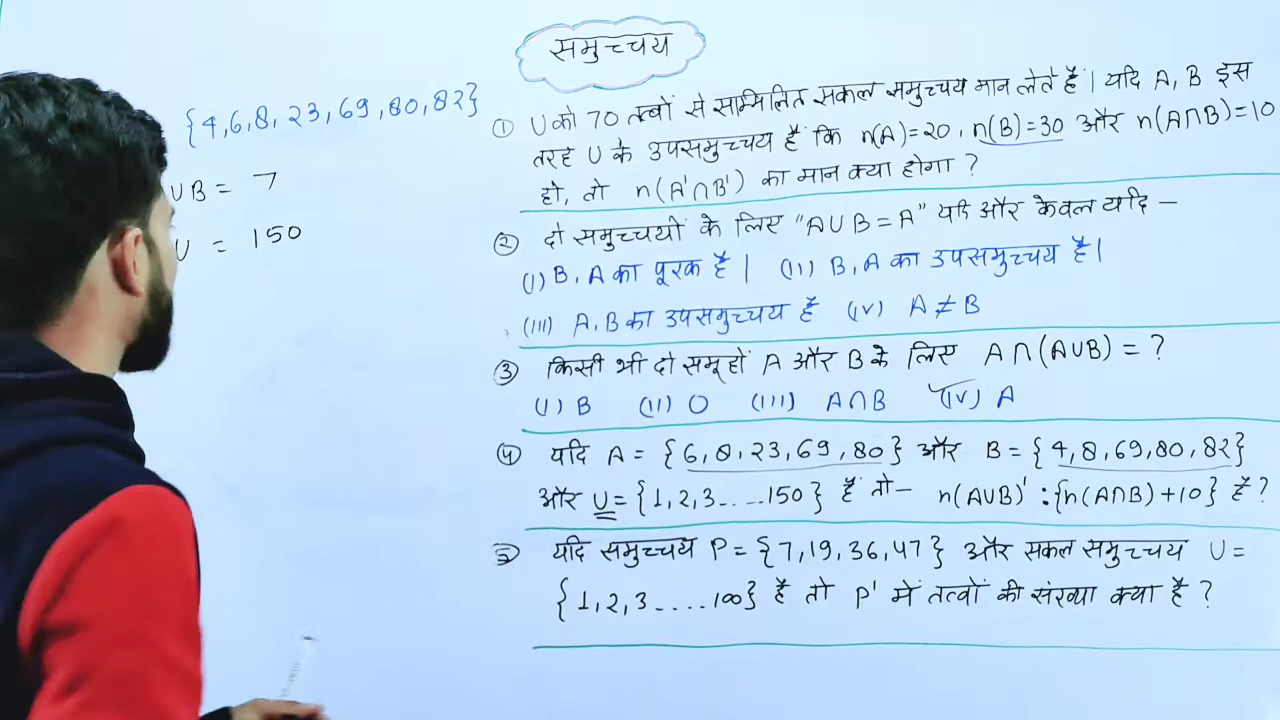 समुच्चय
{4,6,8,23,69,80,82}
UB = 7
U = 150
① U को 70 तत्वों से सम्मिलित सकल समुच्चय मान लेते है | यदि A, B इस
तरह U के उपसमुच्चय है कि n(A)=20, n(B)=30 और n(A∩B)=10
हो, तो n(A'∩B') का मान क्या होगा ?
② दो समुच्चयों के लिए "A∪B=A" यदि और केवल यदि –
(i) B, A का पूरक है | (ii) B, A का उपसमुच्चय है |
(iii) A, B का उपसमुच्चय है (iv) A ≠ B
③ किसी भी दो समूहों A और B के लिए A∩(A∪B) = ?
(i) B (ii) O (iii) A∩B (iv) A
④ यदि A = {6,8,23,69,80} और B = {4,8,69,80,82}
और U = {1,2,3.....150} है तो – n(A∪B)' : {n(A∩B)+10} है ?
⑤ यदि समुच्चय P = {7,19,36,47} और सकल समुच्चय U =
{1,2,3.....100} है तो P' में तत्वों की संख्या क्या है ?